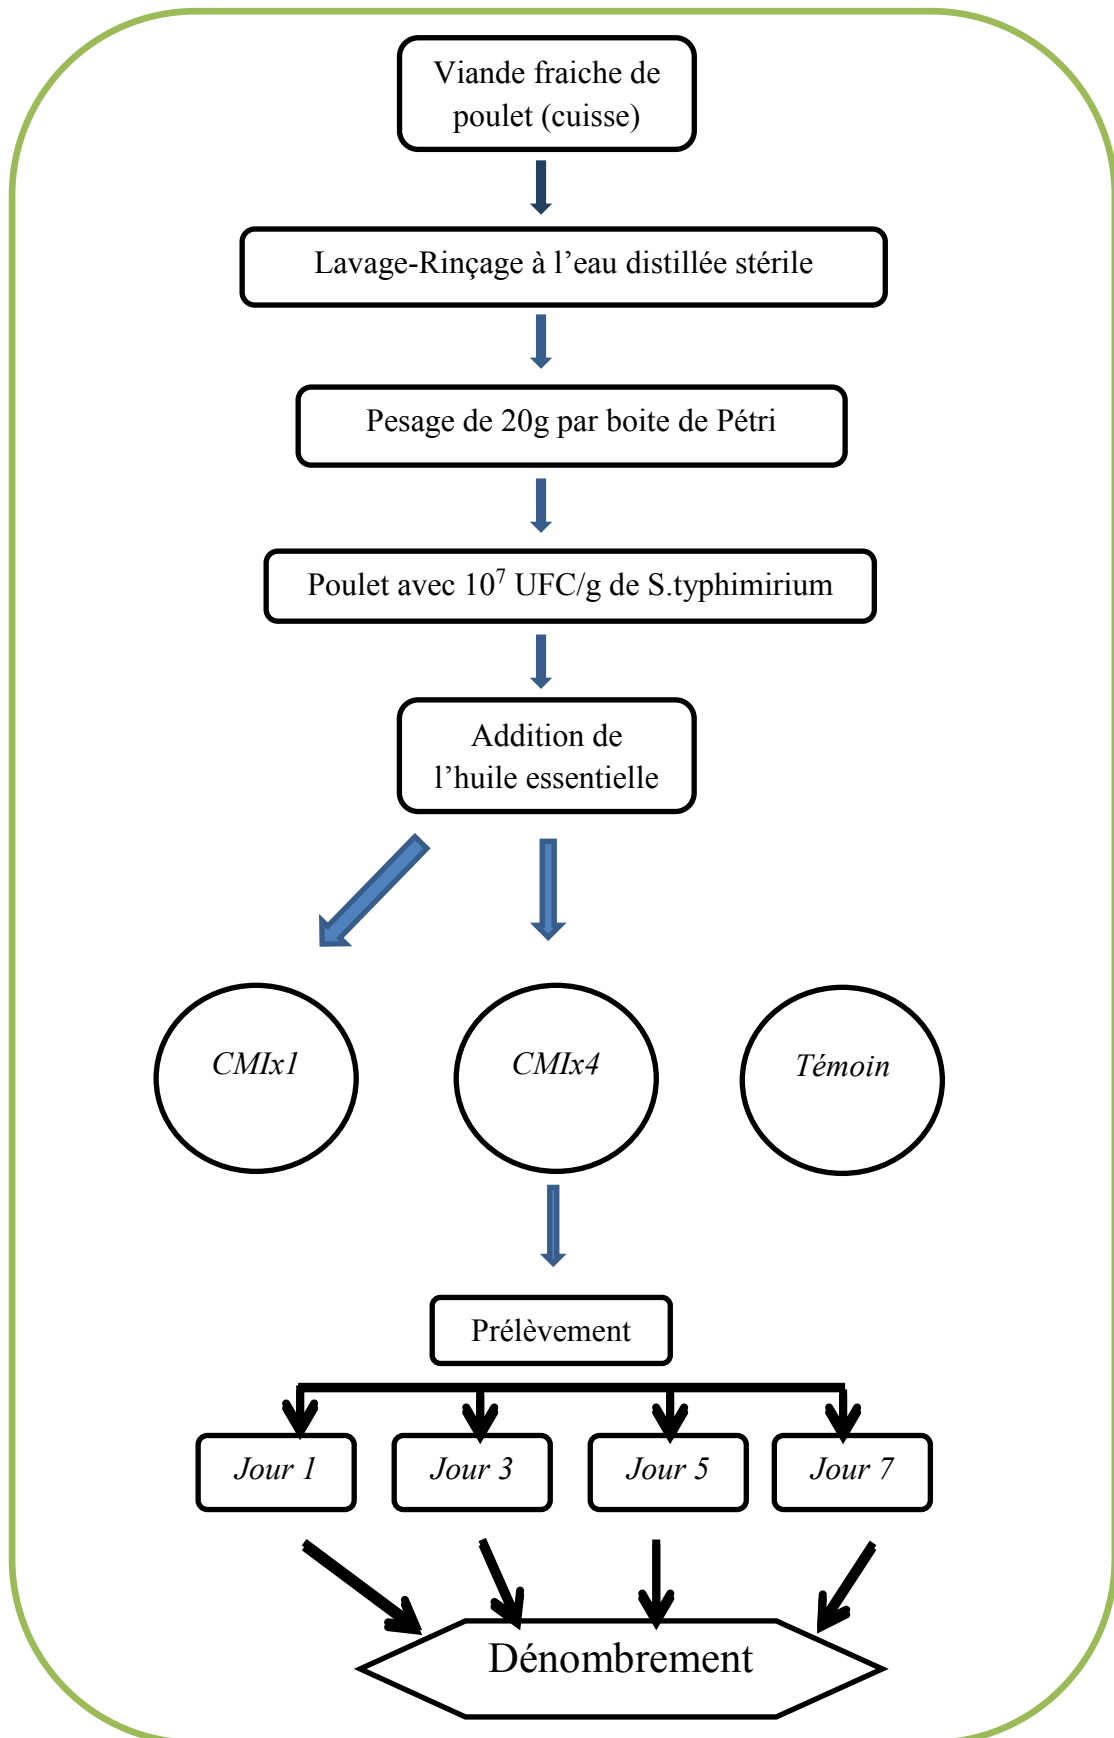 Viande fraiche de
poulet (cuisse)
Lavage-Rinçage à l’eau distillée stérile
Pesage de 20g par boite de Pétri
Poulet avec 10⁷ UFC/g de S.typhimirium
Addition de
l’huile essentielle
CMIx1
CMIx4
Témoin
Prélèvement
Jour 1
Jour 3
Jour 5
Jour 7
Dénombrement